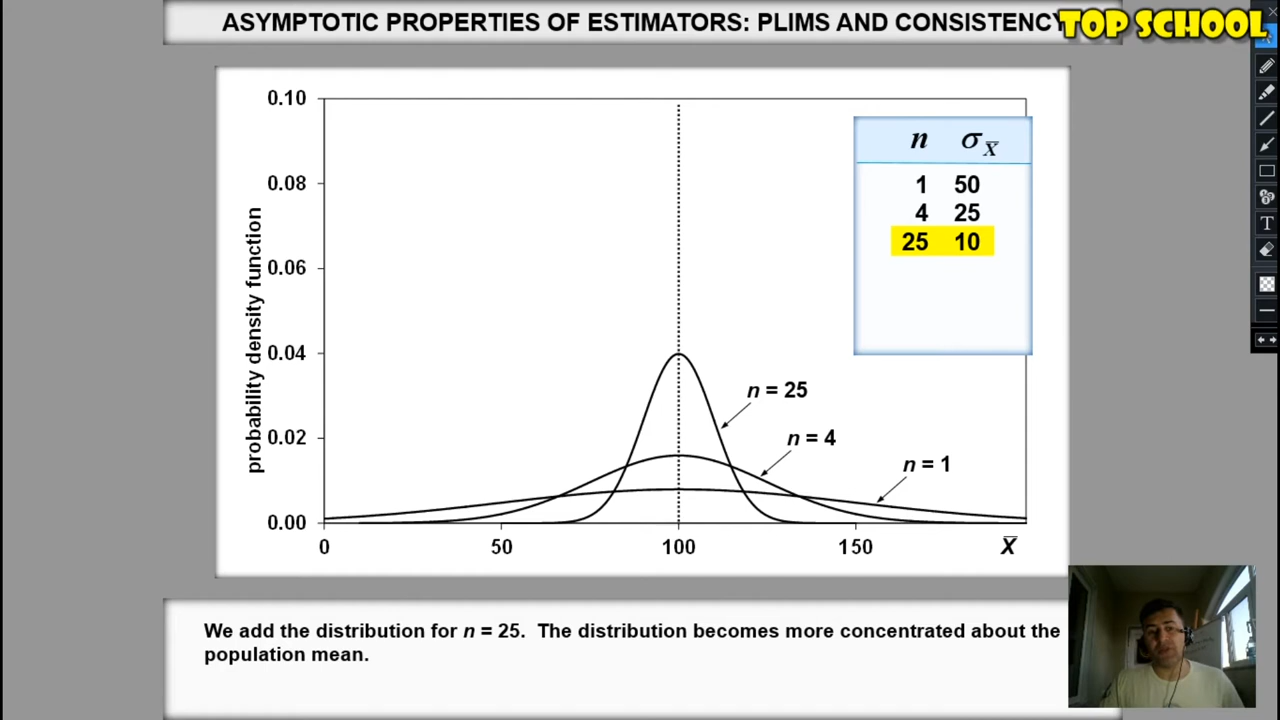 ASYMPTOTIC PROPERTIES OF ESTIMATORS: PLIMS AND CONSISTENCY
TOP SCHOOL
0.10
0.08
0.06
0.04
0.02
0.00
probability density function
n σ X̅
1 50
4 25
25 10
n = 25
n = 4
n = 1
0 50 100 150 X̅
We add the distribution for n = 25. The distribution becomes more concentrated about the
population mean.